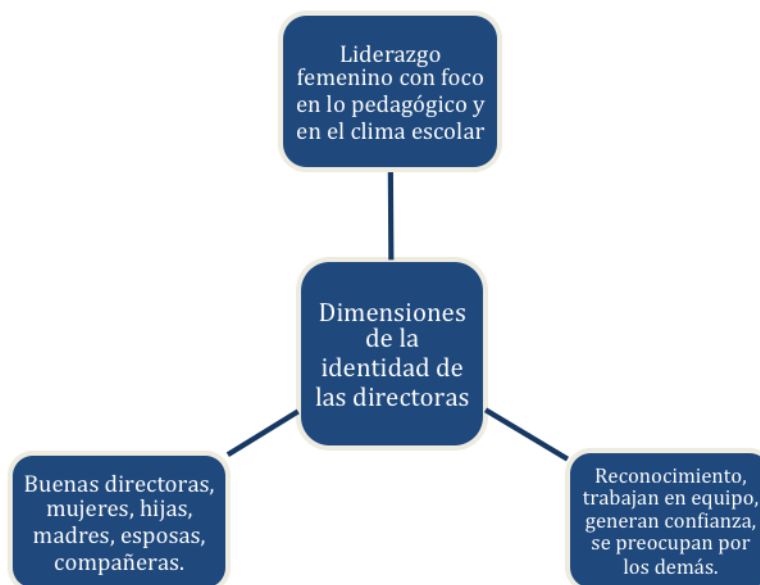 Liderazgo
femenino con foco
en lo pedagógico y
en el clima escolar
Dimensiones
de la
identidad de
las directoras
Buenas directoras,
mujeres, hijas,
madres, esposas,
compañeras.
Reconocimiento,
trabajan en equipo,
generan confianza,
se preocupan por
los demás.